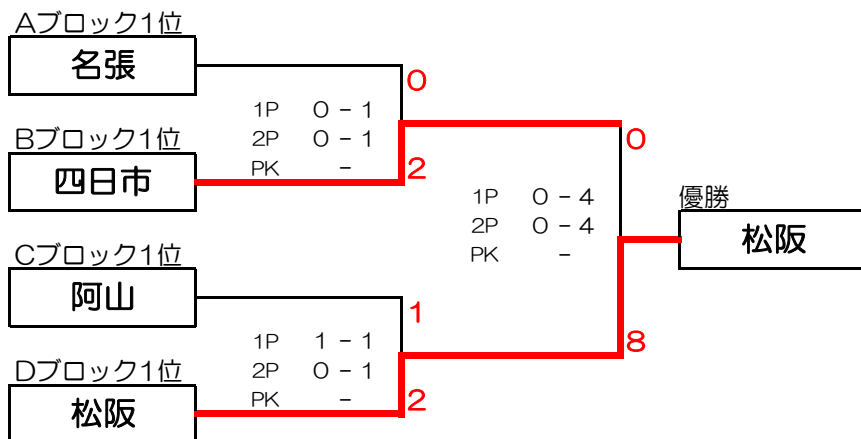 Aブロック1位
名張
0
1P 0 - 1
2P 0 - 1
PK -
Bブロック1位
四日市
2
0
1P 0 - 4
2P 0 - 4
PK -
優勝
松阪
Cブロック1位
阿山
1
8
1P 1 - 1
2P 0 - 1
PK -
Dブロック1位
松阪
2